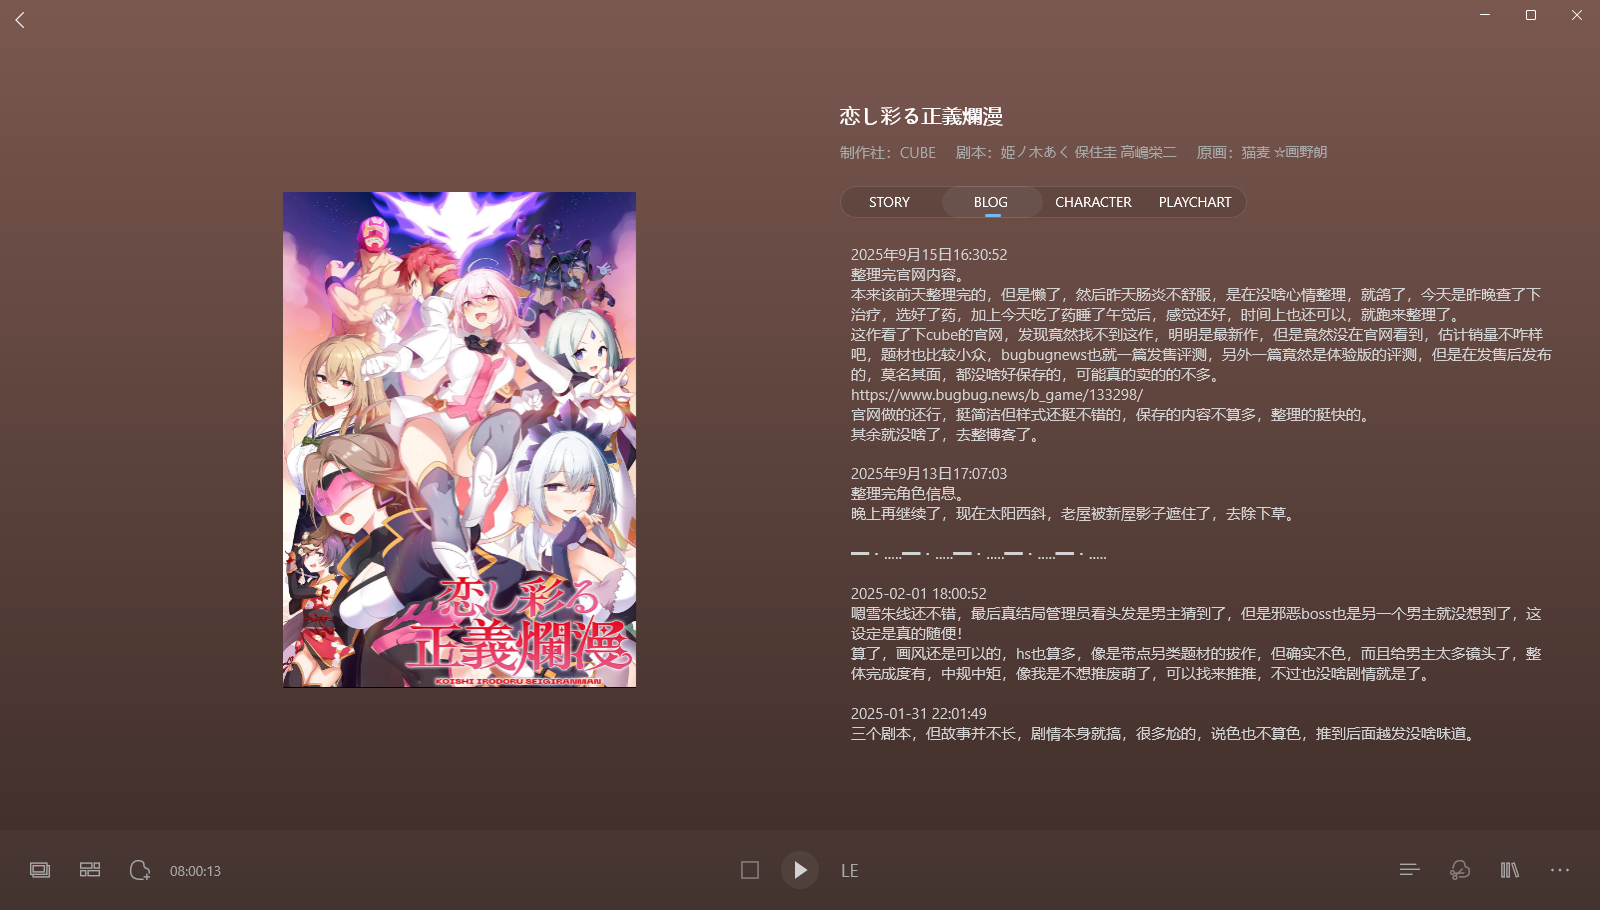 恋し彩る正義爛漫
制作社：CUBE 剧本：姫ノ木あく 保住圭 高嶋栄二 原画：猫麦 ☆画野朗
STORY BLOG CHARACTER PLAYCHART
2025年9月15日16:30:52
整理完官网内容。
本来该前天整理完的，但是懒了，然后昨天肠炎不舒服，是在没啥心情整理，就鸽了，今天是昨晚查了下
治疗，选好了药，加上今天吃了药睡了午觉后，感觉还好，时间上也还可以，就跑来整理了。
这作看了下cube的官网，发现竟然找不到这作，明明是最新作，但是竟然没在官网看到，估计销量不咋样
吧，题材也比较小众，bugbugnews也就一篇发售评测，另外一篇竟然是体验版的评测，但是在发售后发布
的，莫名其面，都没啥好保存的，可能真的卖的的不多。
https://www.bugbug.news/b_game/133298/
官网做的还行，挺简洁但样式还挺不错的，保存的内容不算多，整理的挺快的。
其余就没啥了，去整博客了。
2025年9月13日17:07:03
整理完角色信息。
晚上再继续了，现在太阳西斜，老屋被新屋影子遮住了，去除下草。
━・.....━・.....━・.....━・.....━・.....
2025-02-01 18:00:52
嗯雪朱线还不错，最后真结局管理员看头发是男主猜到了，但是邪恶boss也是另一个男主就没想到了，这
设定是真的随便！
算了，画风还是可以的，hs也算多，像是带点另类题材的拔作，但确实不色，而且给男主太多镜头了，整
体完成度有，中规中矩，像我是不想推废萌了，可以找来推推，不过也没啥剧情就是了。
2025-01-31 22:01:49
三个剧本，但故事并不长，剧情本身就搞，很多尬的，说色也不算色，推到后面越发没啥味道。
恋し彩る
正義爛漫
KOISHI IRODORU SEIGIRANMAN
08:00:13
LE